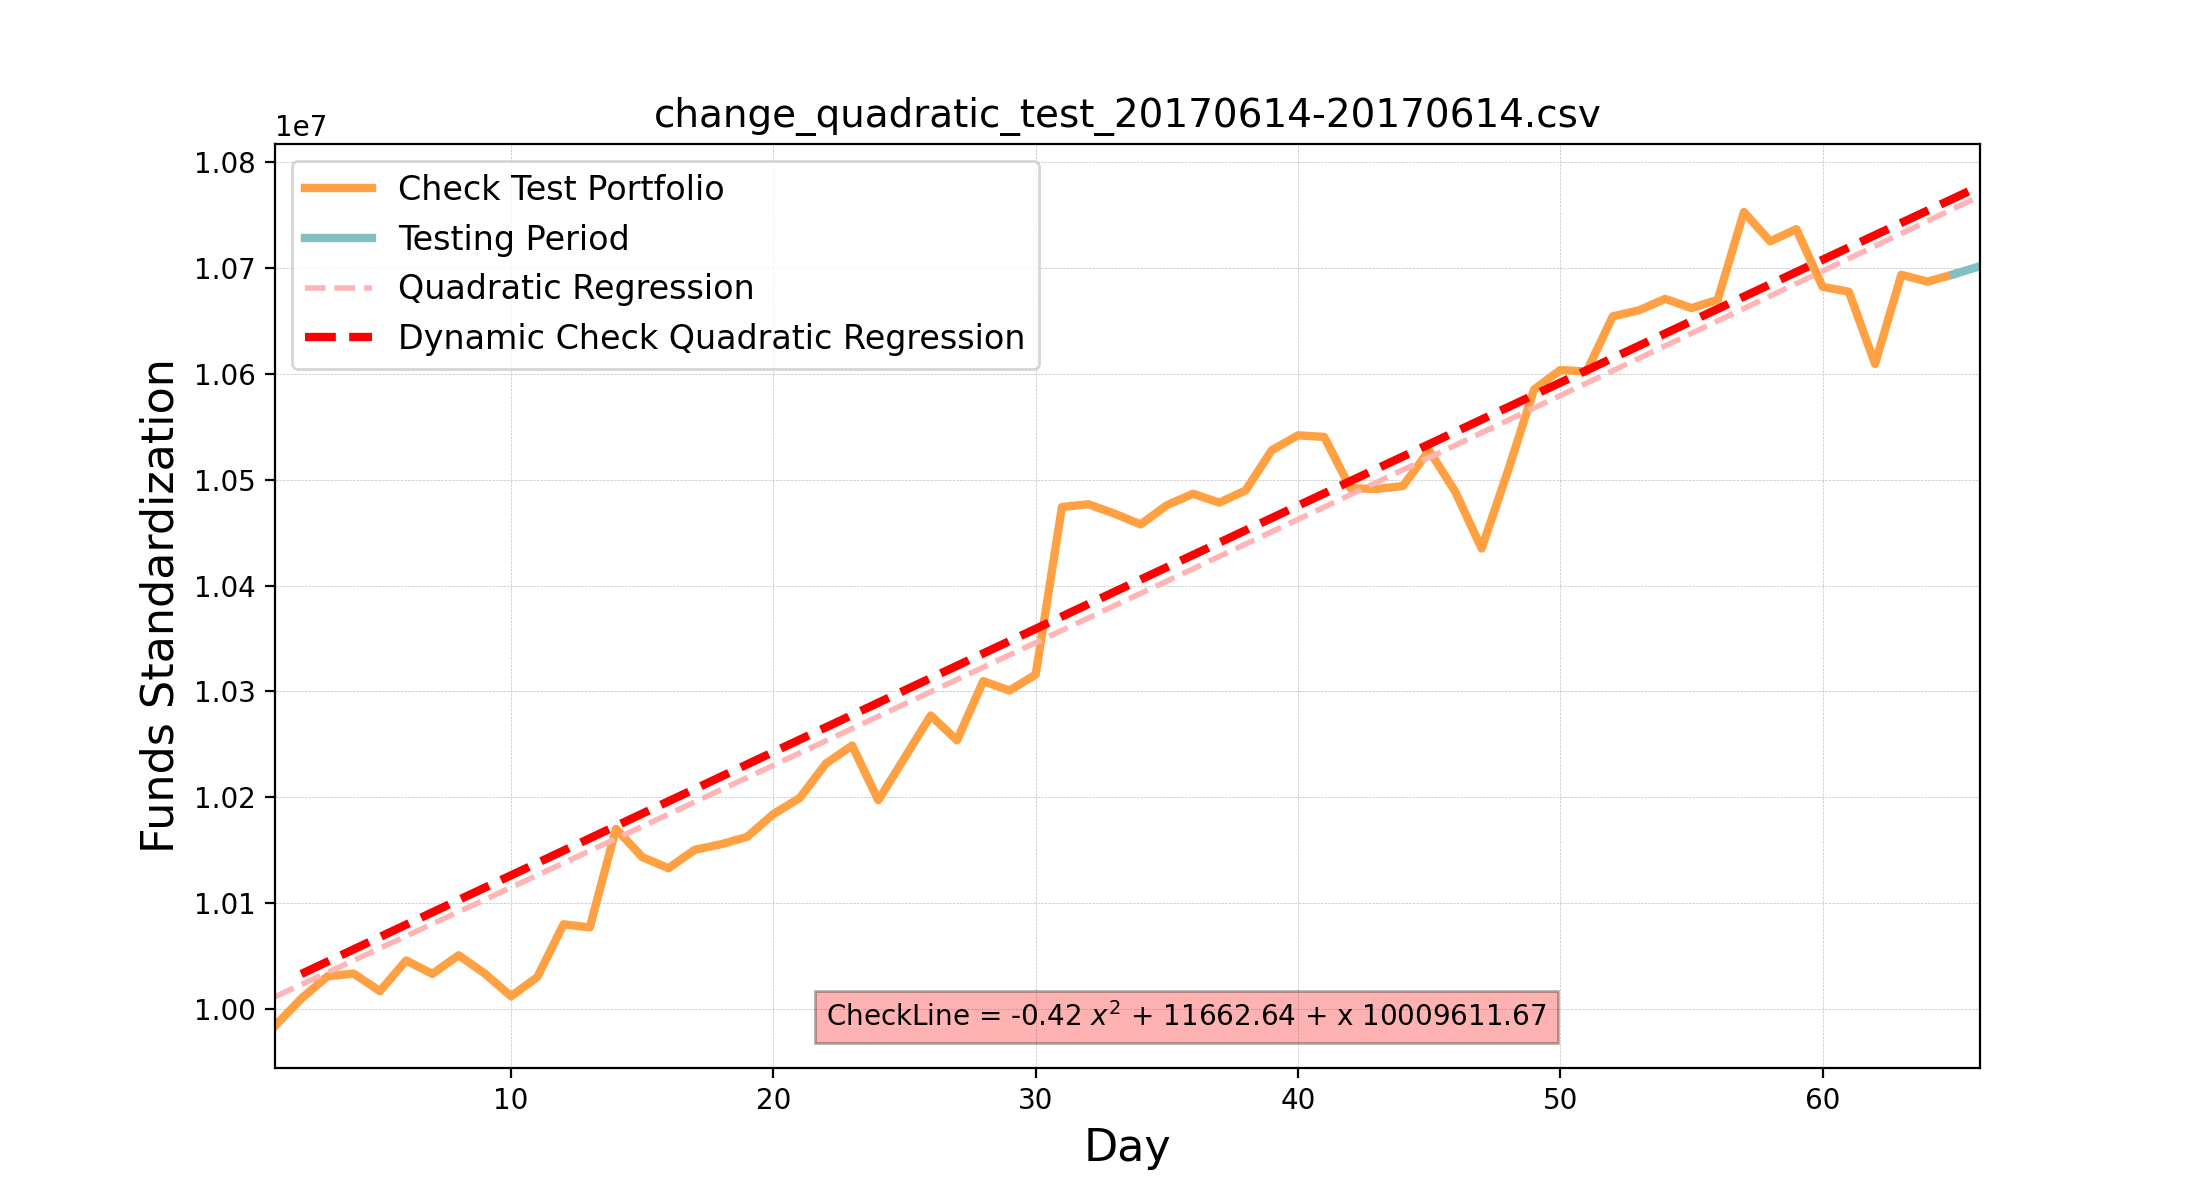 change_quadratic_test_20170614-20170614.csv
1e7
1.08
1.07
1.06
1.05
1.04
1.03
1.02
1.01
1.00
Funds Standardization
Check Test Portfolio
Testing Period
Quadratic Regression
Dynamic Check Quadratic Regression
CheckLine = -0.42 x² + 11662.64 + x 10009611.67
10 20 30 40 50 60
Day